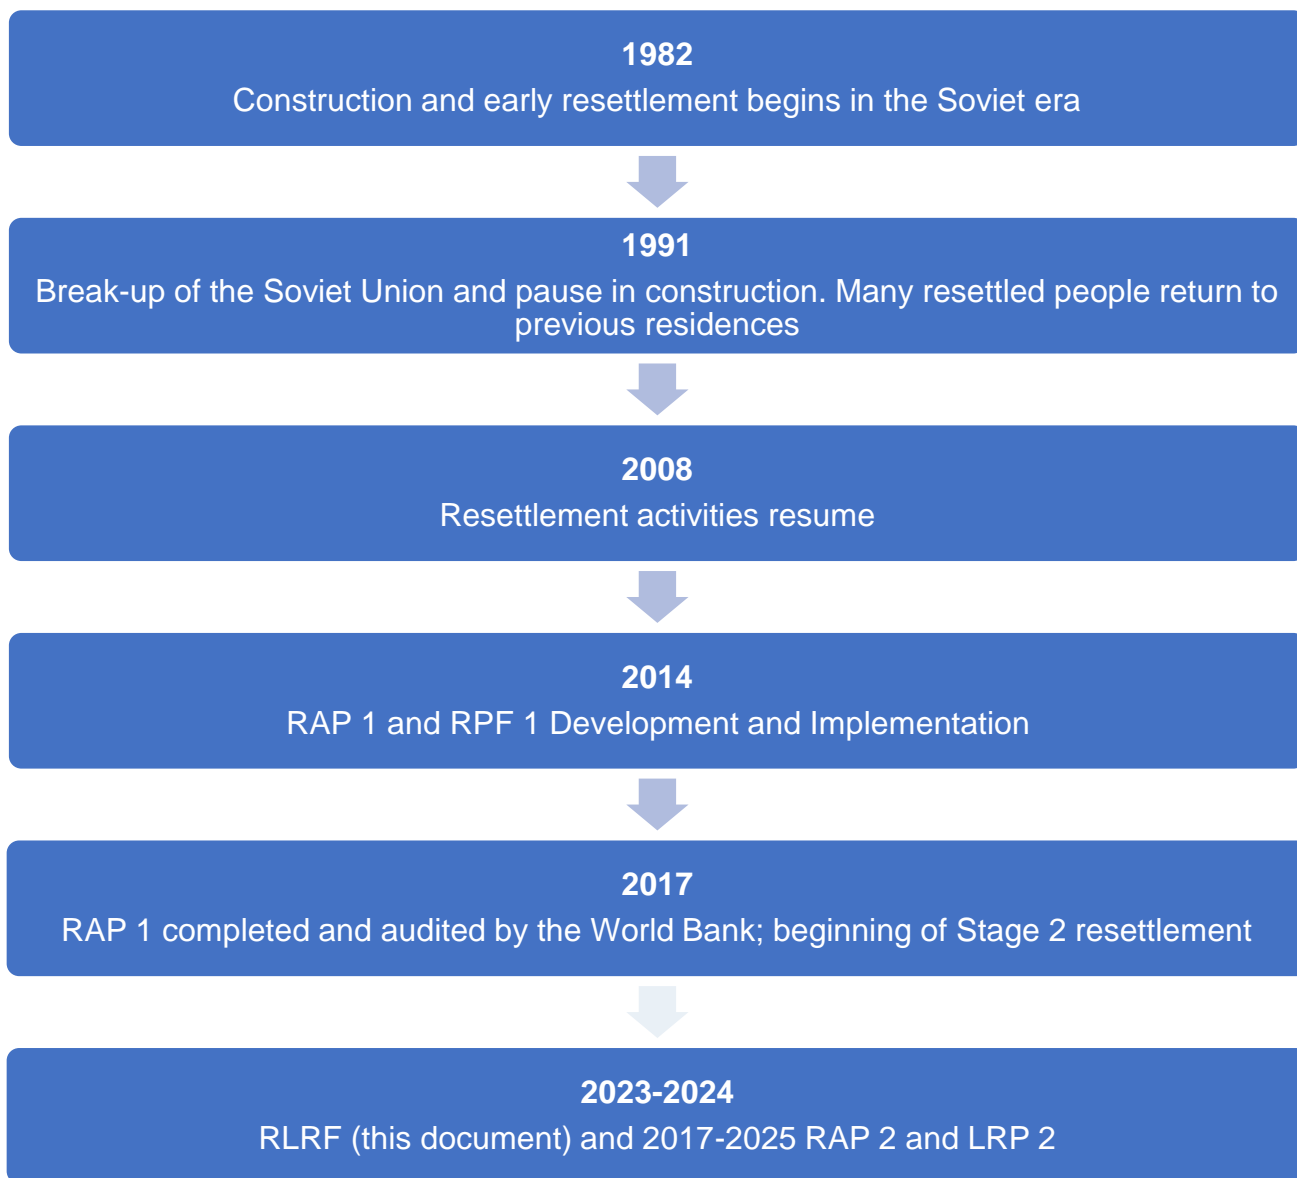 1982
Construction and early resettlement begins in the Soviet era
1991
Break-up of the Soviet Union and pause in construction. Many resettled people return to
previous residences
2008
Resettlement activities resume
2014
RAP 1 and RPF 1 Development and Implementation
2017
RAP 1 completed and audited by the World Bank; beginning of Stage 2 resettlement
2023-2024
RLRF (this document) and 2017-2025 RAP 2 and LRP 2